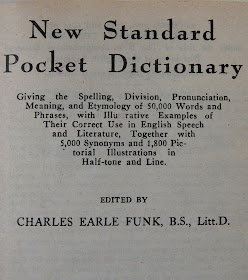 New Standard
Pocket Dictionary
Giving the Spelling, Division, Pronunciation,
Meaning, and Etymology of 50,000 Words and
Phrases, with Illu rative Examples of
Their Correct Use in English Speech
and Literature, Together with
5,000 Synonyms and 1,800 Pic-
torial Illustrations in
Half-tone and Line.
EDITED BY
CHARLES EARLE FUNK, B.S., Litt.D.